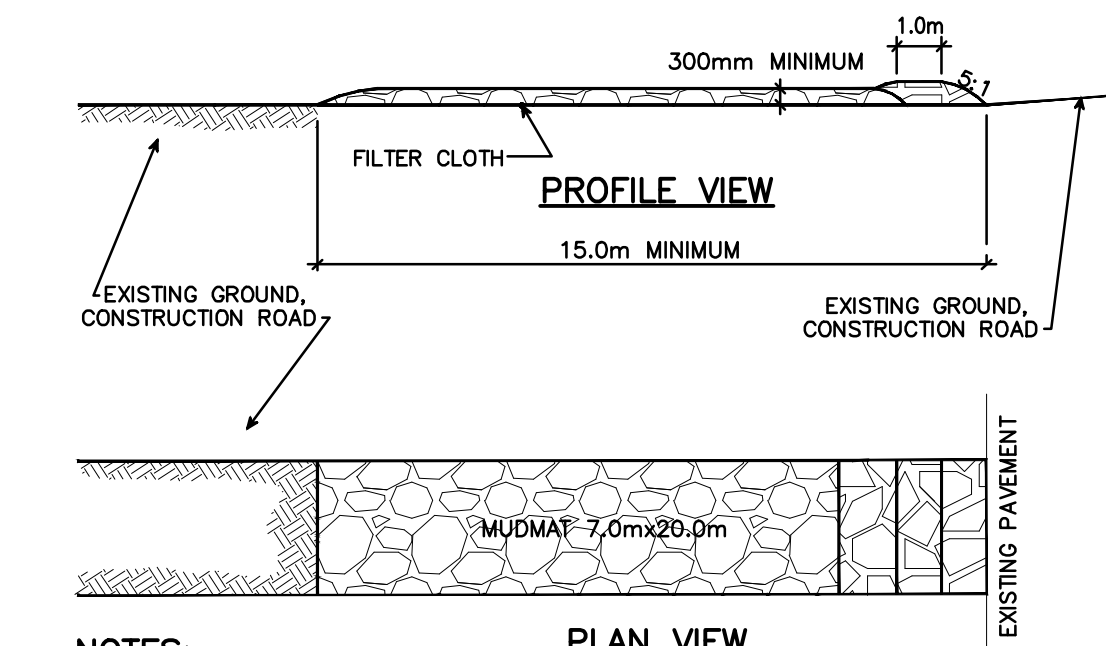 1.0m
300mm MINIMUM
5:1
FILTER CLOTH
PROFILE VIEW
15.0m MINIMUM
EXISTING GROUND,
CONSTRUCTION ROAD
EXISTING GROUND,
CONSTRUCTION ROAD
MUDMAT 7.0mx20.0m
EXISTING PAVEMENT
NOTES:
PLAN VIEW